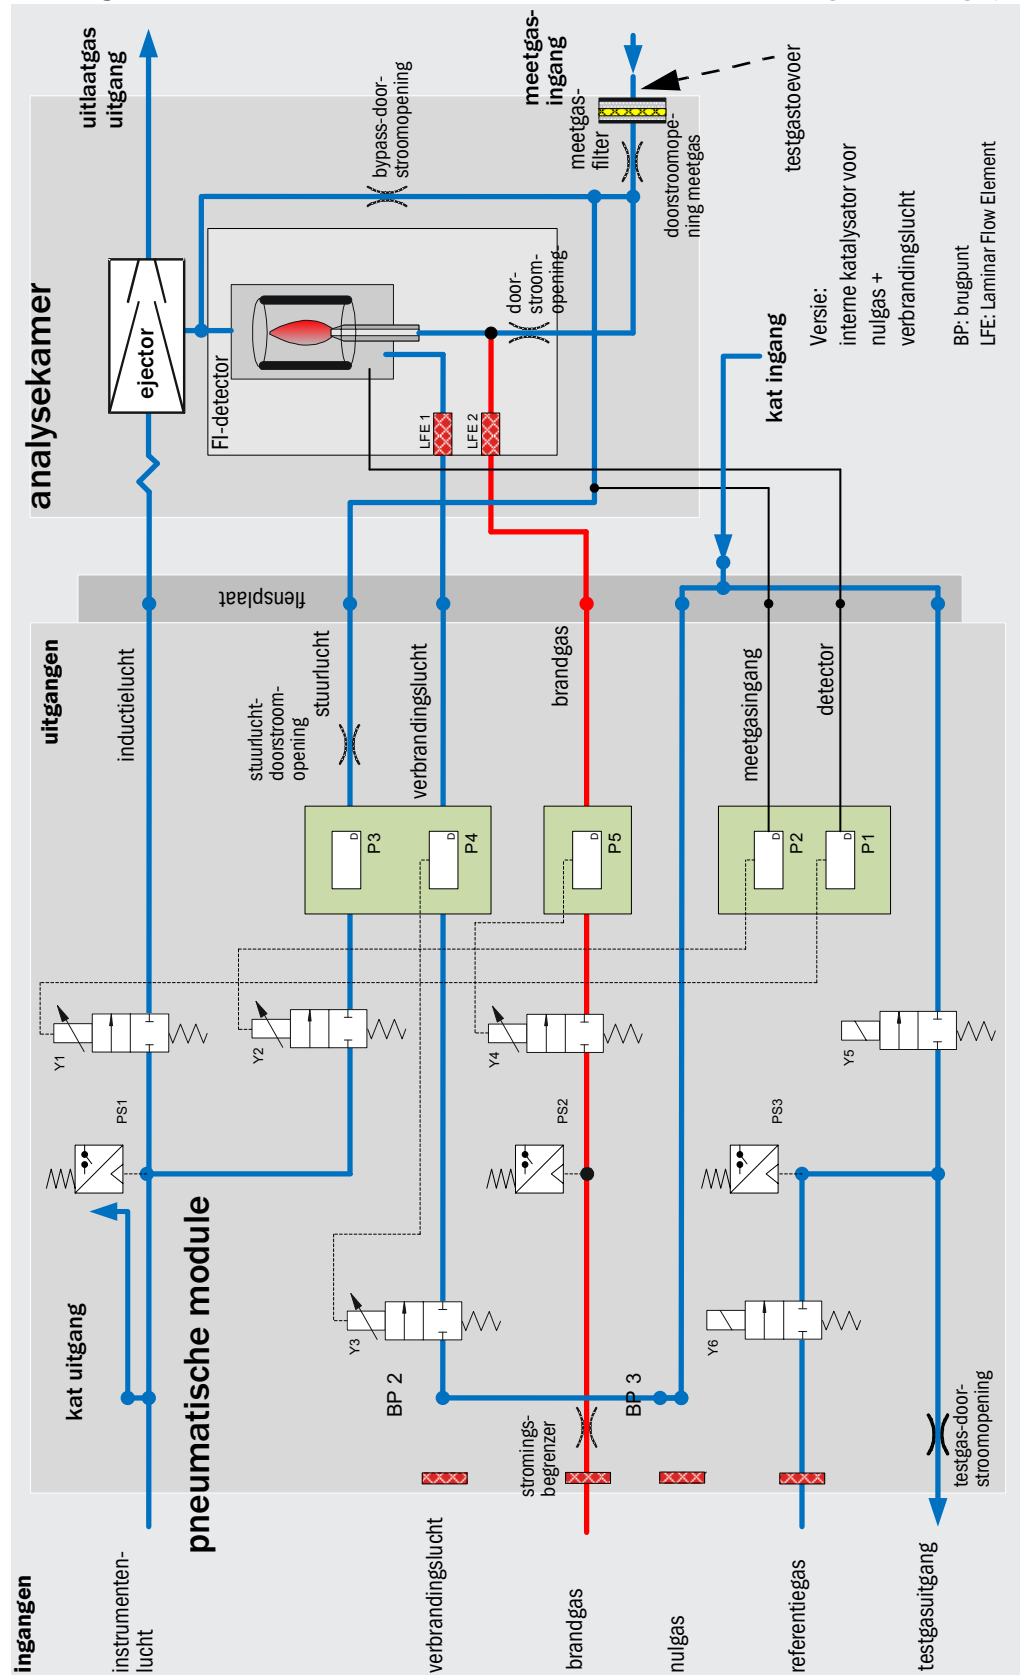 ingangen
instrumenten-
lucht
verbrandingslucht
brandgas
nulgas
referentiegas
testgasuitgang
pneumatische module
kat uitgang
PS1
PS2
PS3
Y1
Y2
Y3
Y4
Y5
Y6
BP 2
BP 3
stromings-
begrenzer
testgas-door-
stroomopening
uitgangen
inductielucht
stuurlucht-
doorstroom-
opening
stuurlucht
verbrandingslucht
brandgas
meetgasingang
detector
D
P3
D
P4
D
P5
D
P2
D
P1
flensplaat
analysekamer
ejector
FI-detector
LFE 1
LFE 2
door-
stroom-
opening-
bypass-door-
stroomopening
uitlaatgas
uitgang
meetgas-
ingang
meetgas-
filter
doorstroomope-
ning meetgas
testgastoevoer
kat ingang
Versie:
interne katalysator voor
nulgas +
verbrandingslucht
BP: brugpunt
LFE: Laminar Flow Element